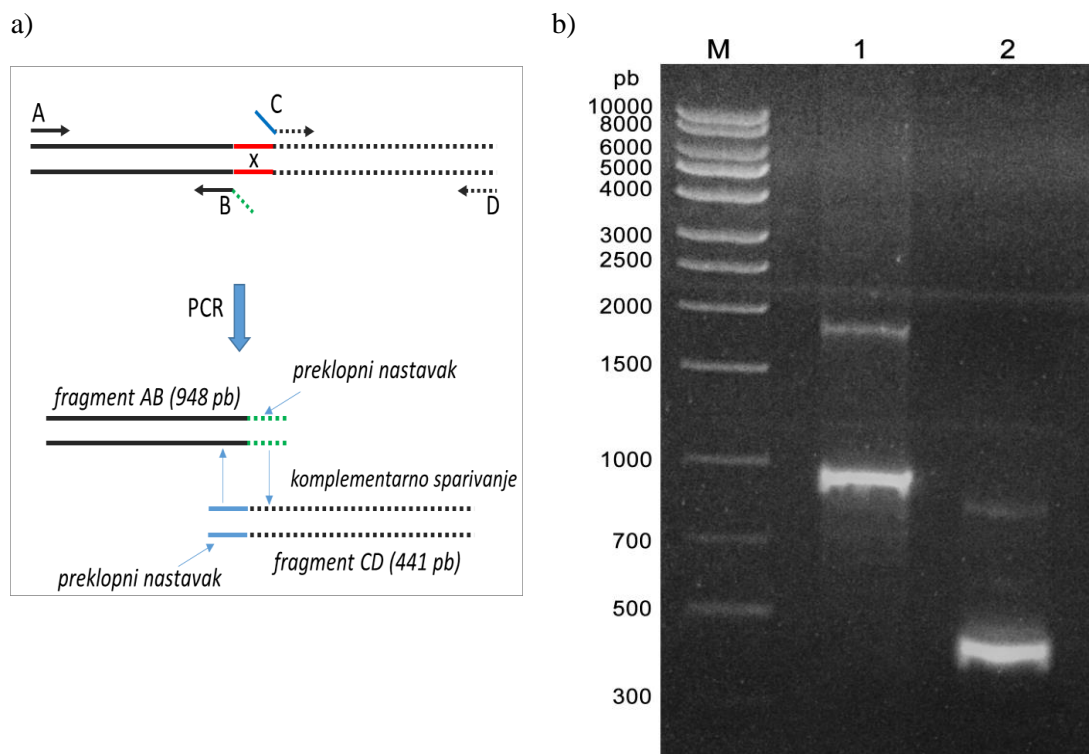 a)
A
C
x
B
D
PCR
preklopni nastavak
fragment AB (948 pb)
komplementarno sparivanje
fragment CD (441 pb)
preklopni nastavak
b)
M 1 2
pb
10000
8000
6000
5000
4000
3000
2500
2000
1500
1000
700
500
300